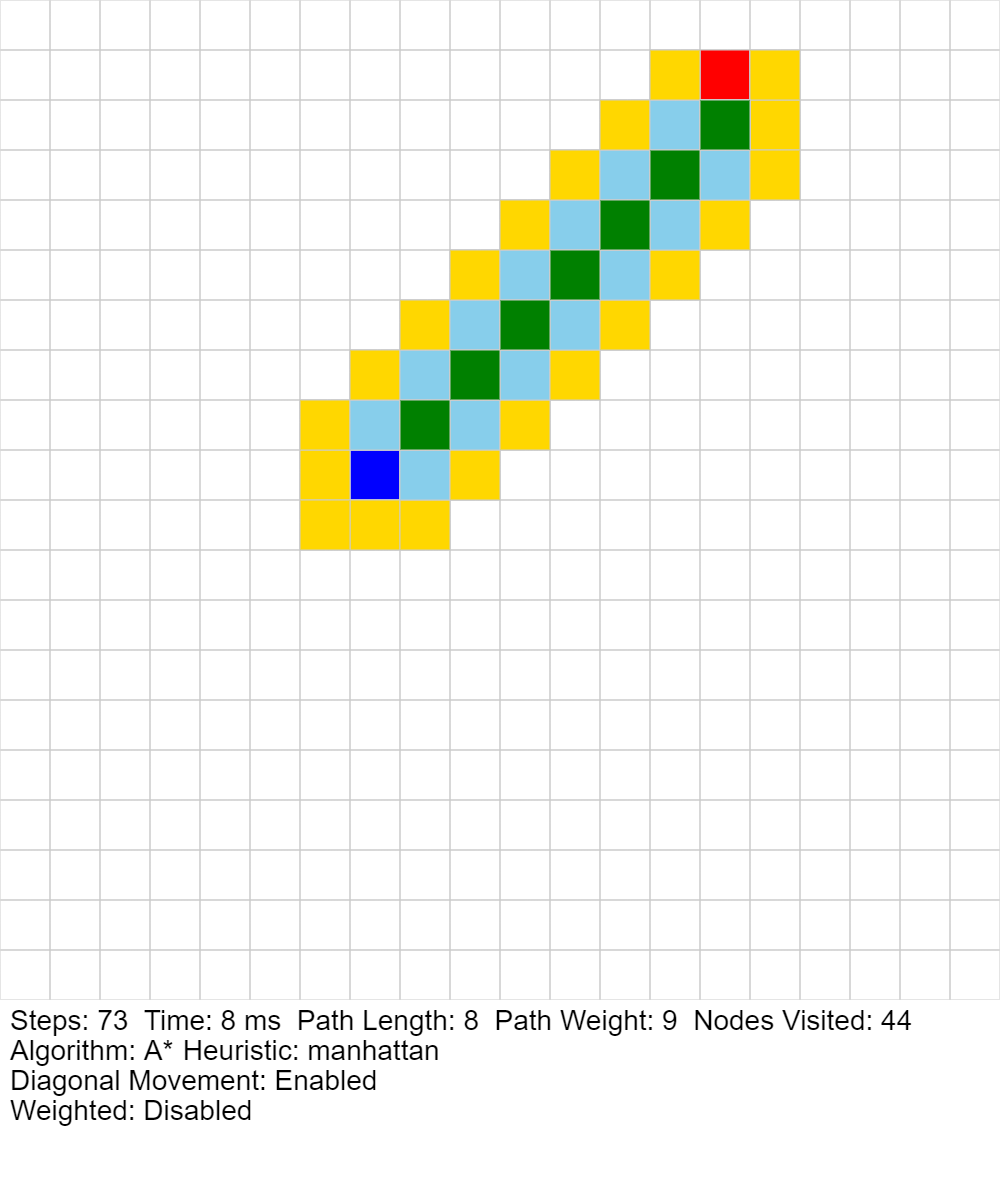 Steps: 73  Time: 8 ms  Path Length: 8  Path Weight: 9  Nodes Visited: 44
Algorithm: A* Heuristic: manhattan
Diagonal Movement: Enabled
Weighted: Disabled